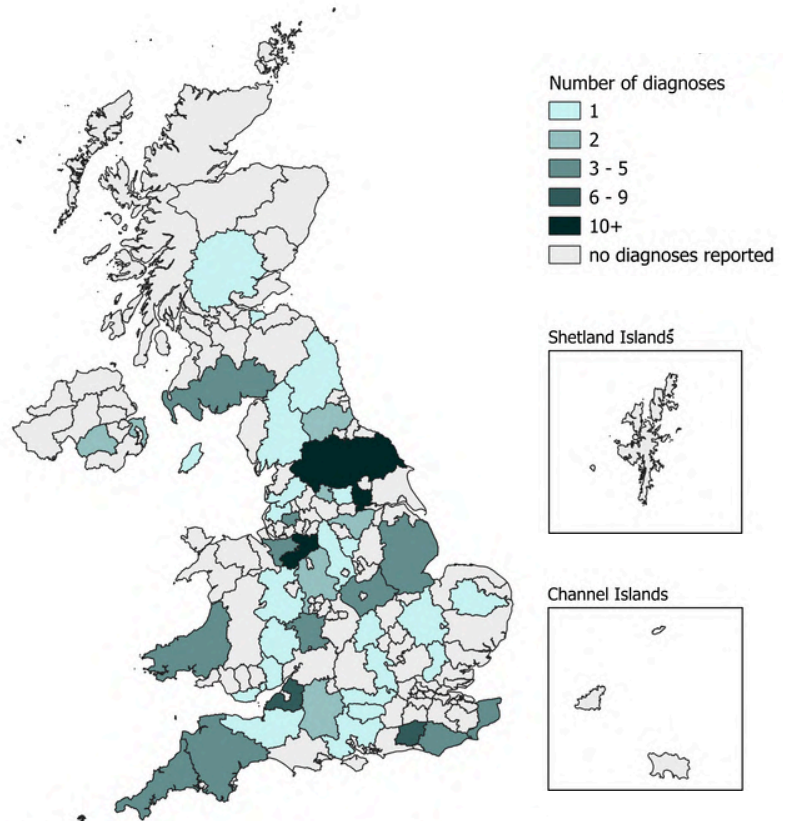 Number of diagnoses
1
2
3 - 5
6 - 9
10+
no diagnoses reported
Shetland Islands
Channel Islands